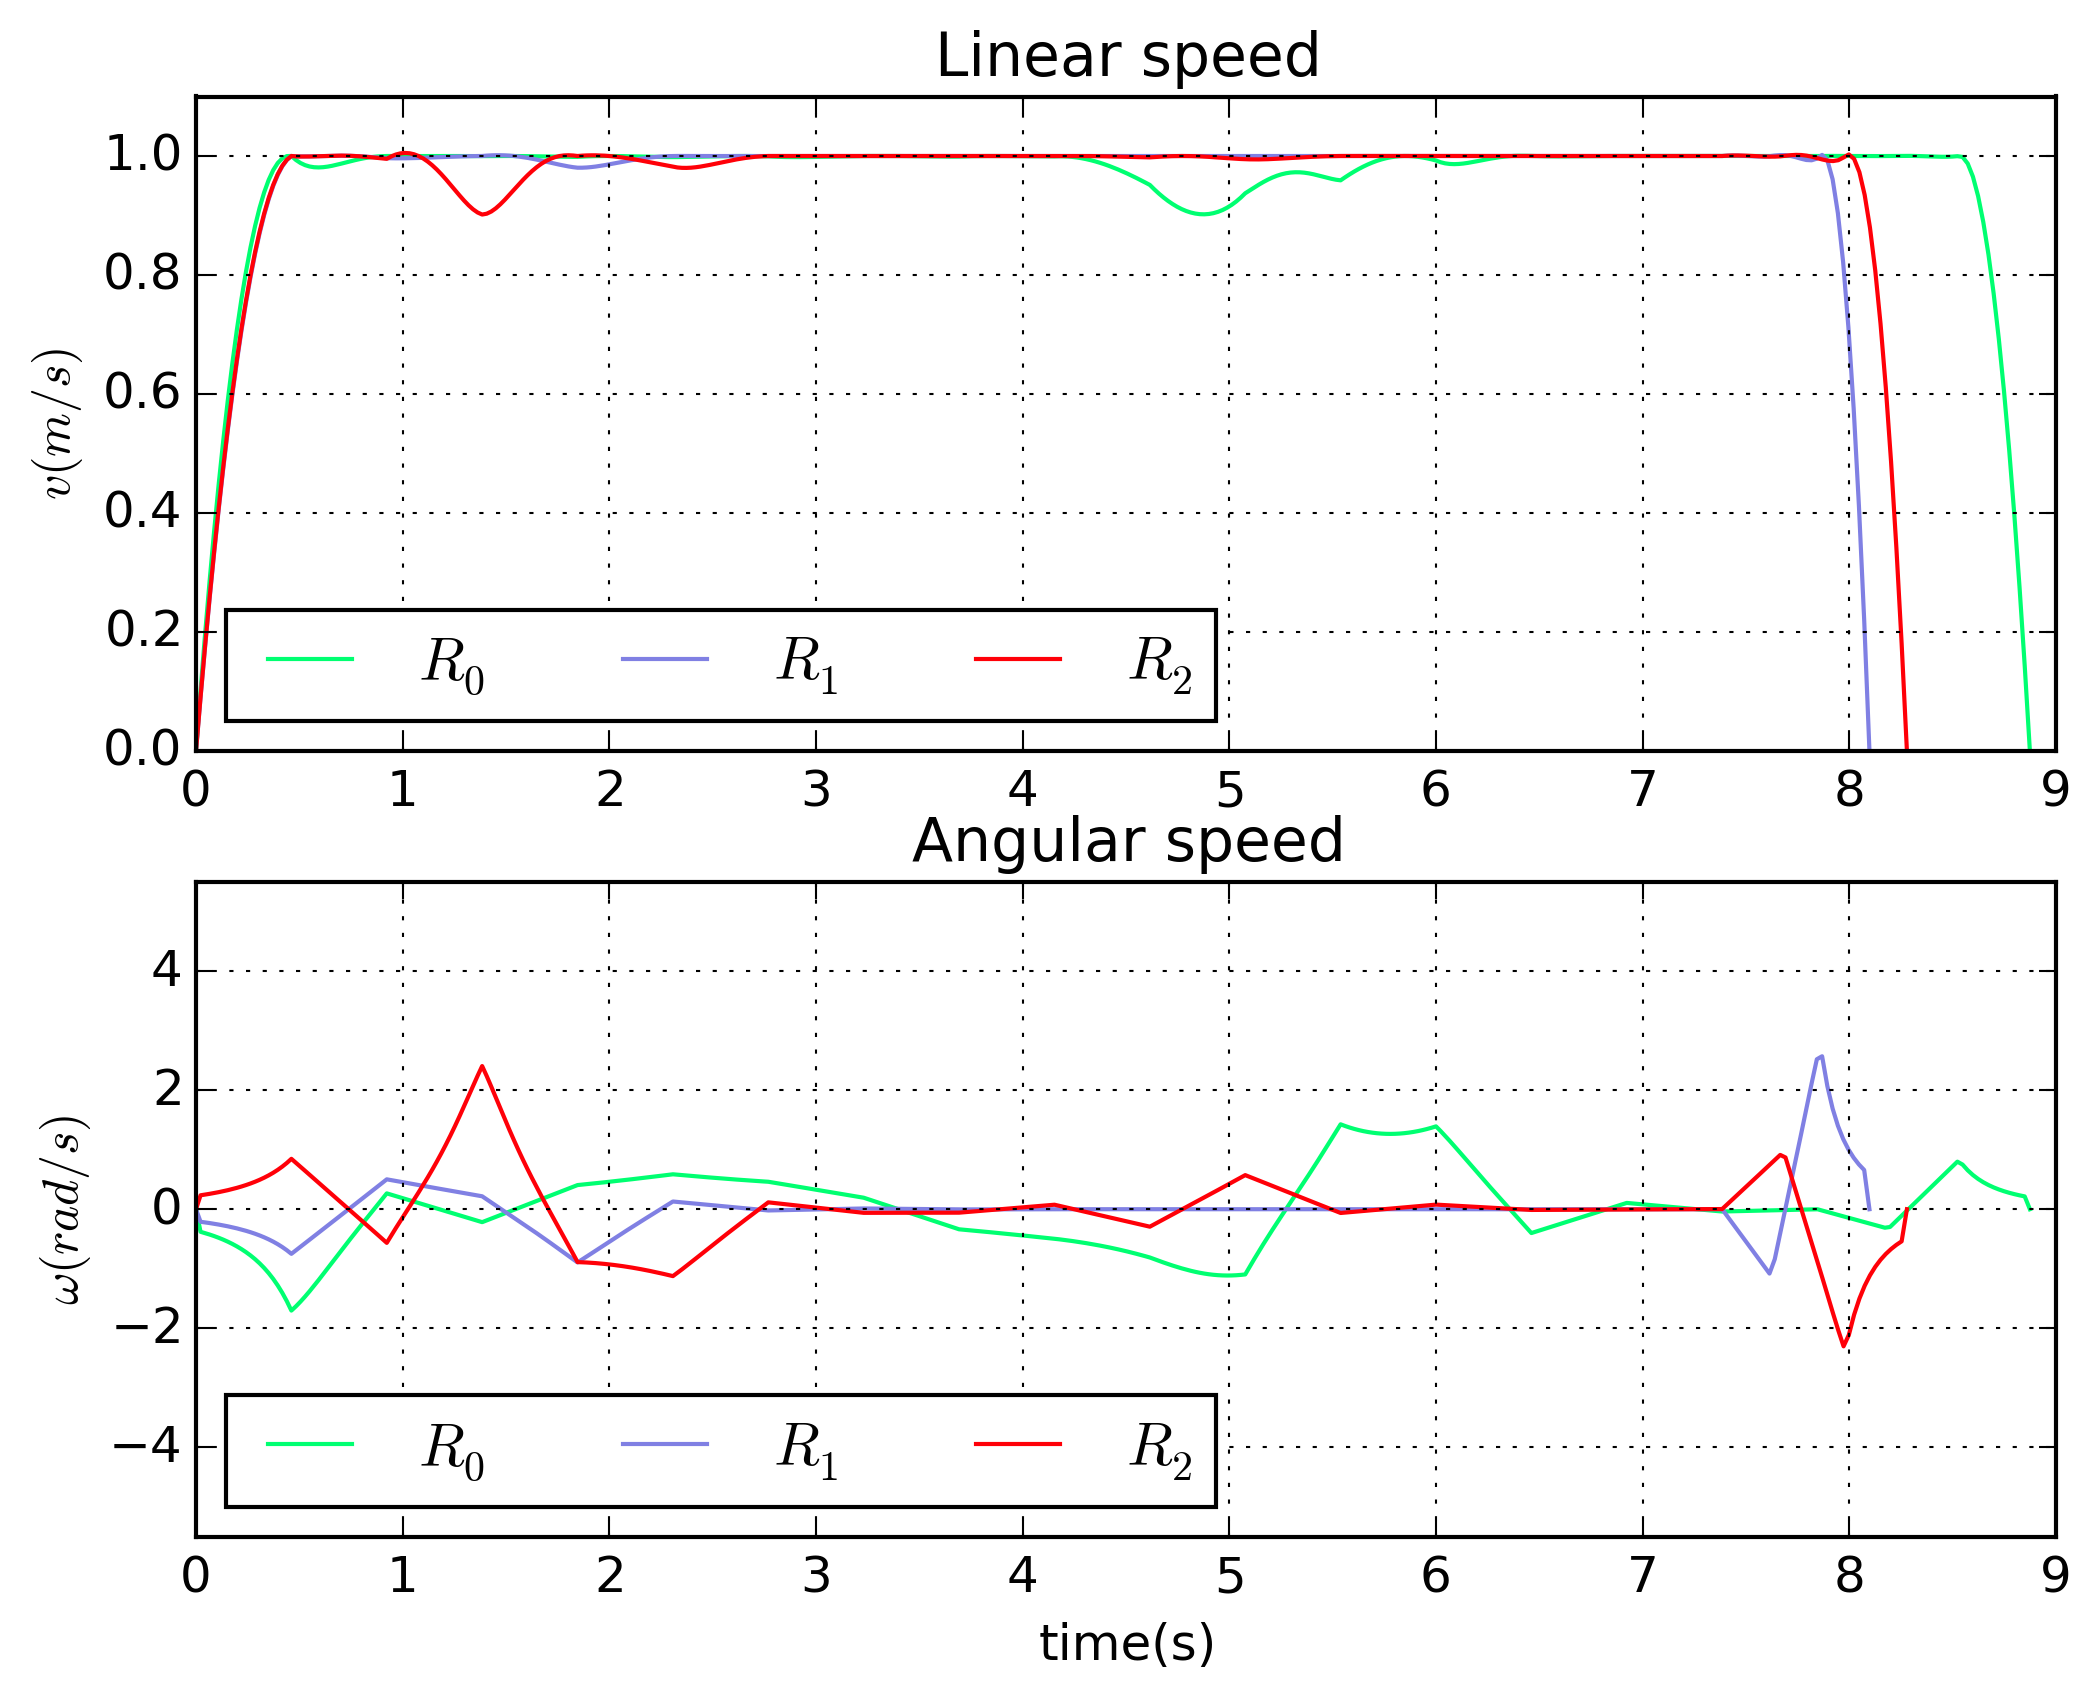 Linear speed
1.0
0.8
0.6
0.4
0.2
0.0
v(m/s)
R0 R1 R2
0 1 2 3 4 5 6 7 8 9
Angular speed
4
2
0
−2
−4
ω(rad/s)
R0 R1 R2
0 1 2 3 4 5 6 7 8 9
time(s)